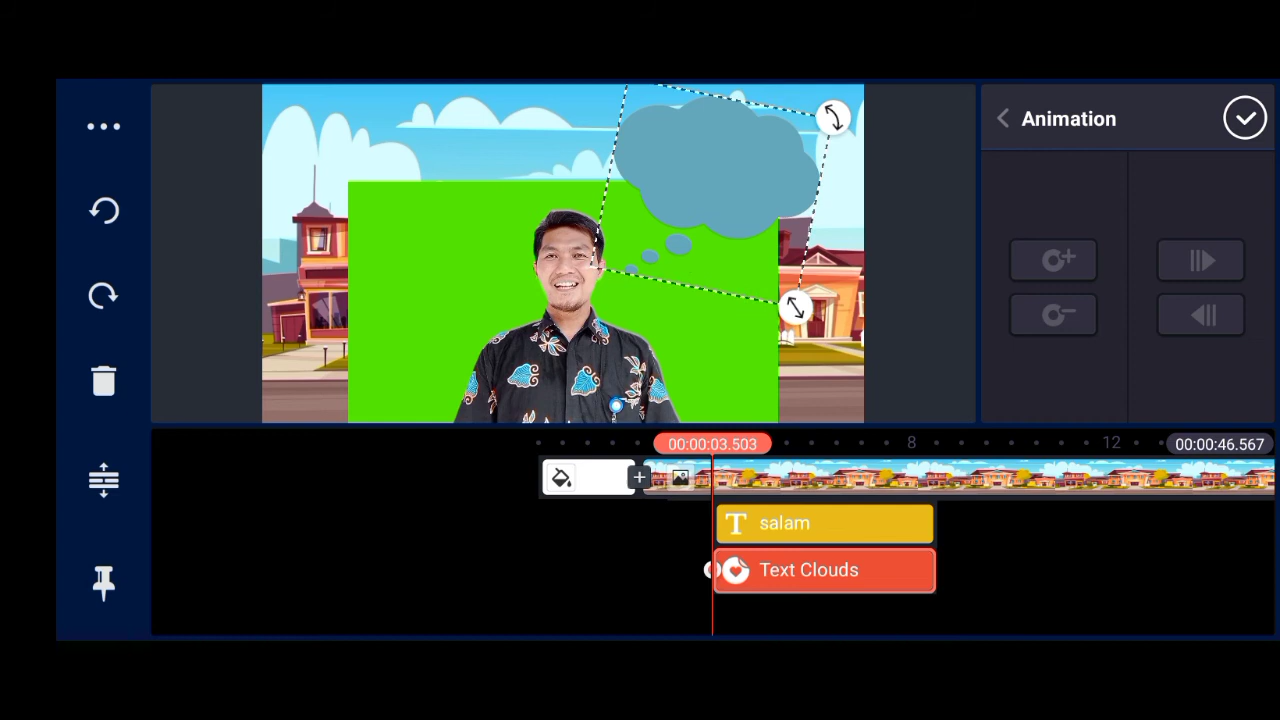 Animation
00:00:03.503
8
12
00:00:46.567
T salam
Text Clouds